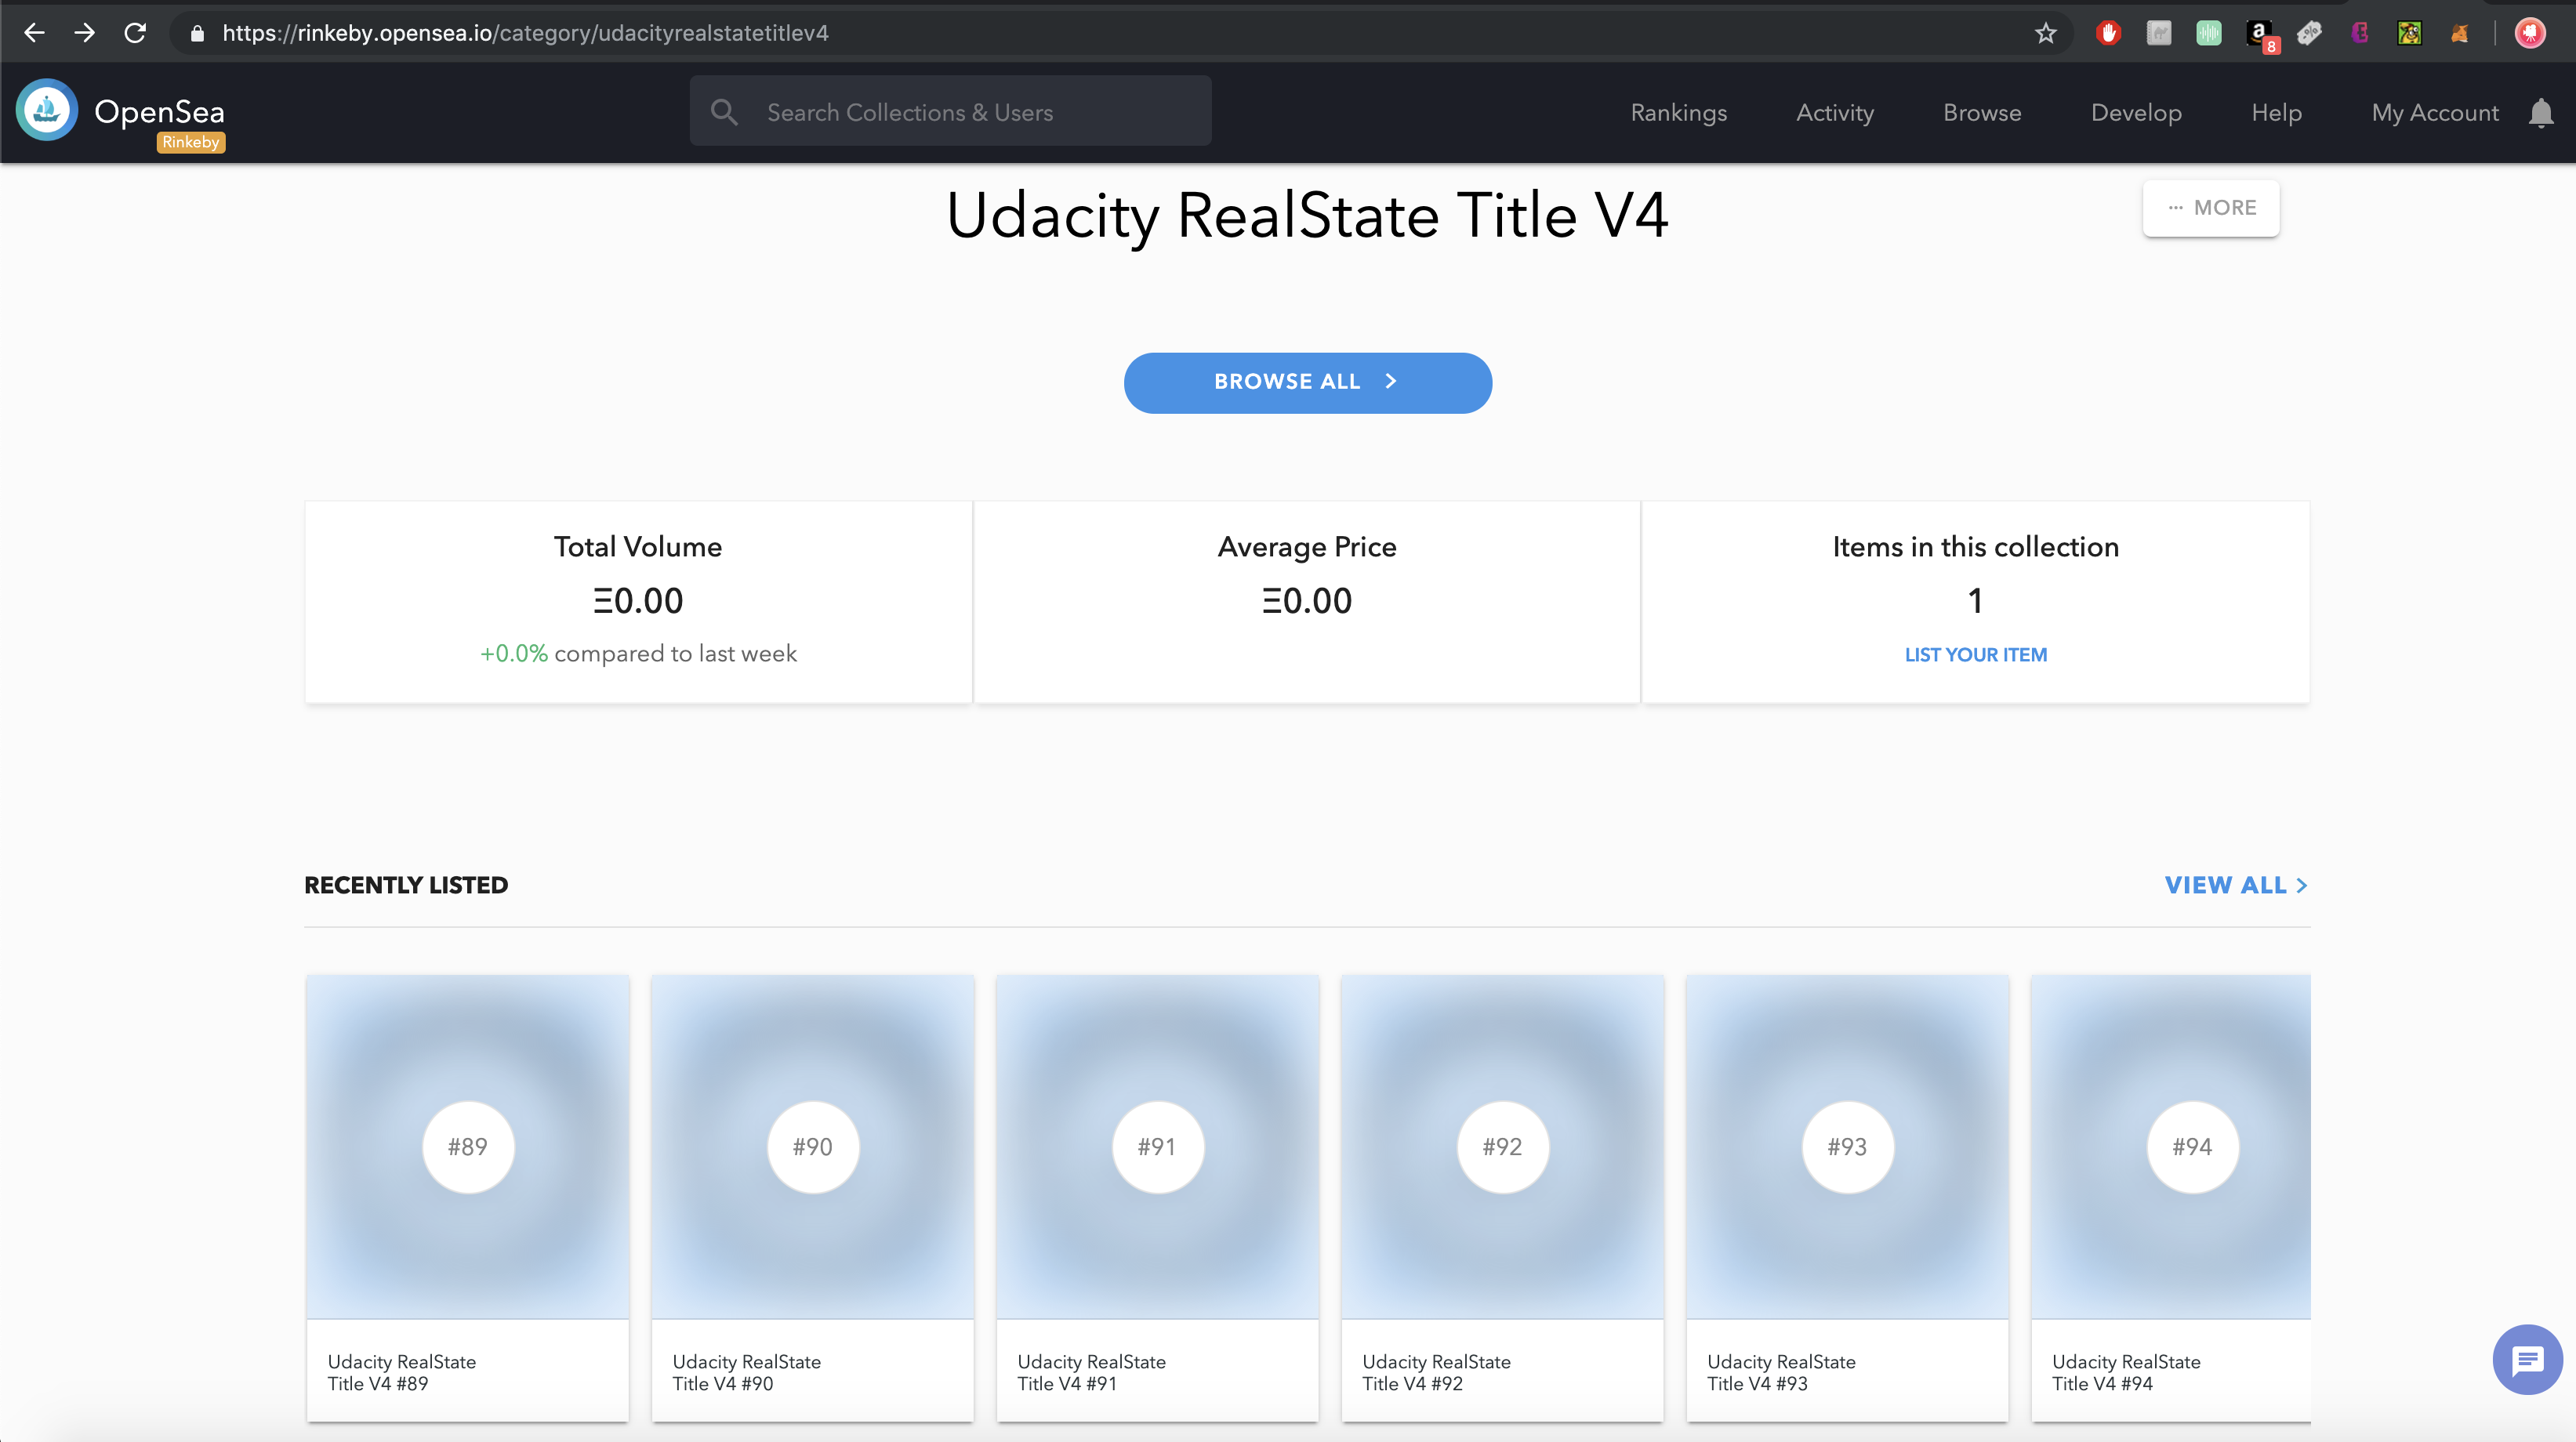 https://rinkeby.opensea.io/category/udacityrealstatetitlev4
8
OpenSea
Rinkeby
Search Collections & Users
Rankings
Activity
Browse
Develop
Help
My Account
Udacity RealState Title V4
··· MORE
BROWSE ALL >
Total Volume
Ξ0.00
+0.0% compared to last week
Average Price
Ξ0.00
Items in this collection
1
LIST YOUR ITEM
RECENTLY LISTED
VIEW ALL >
#89
#90
#91
#92
#93
#94
Udacity RealState
Title V4 #89
Udacity RealState
Title V4 #90
Udacity RealState
Title V4 #91
Udacity RealState
Title V4 #92
Udacity RealState
Title V4 #93
Udacity RealState
Title V4 #94